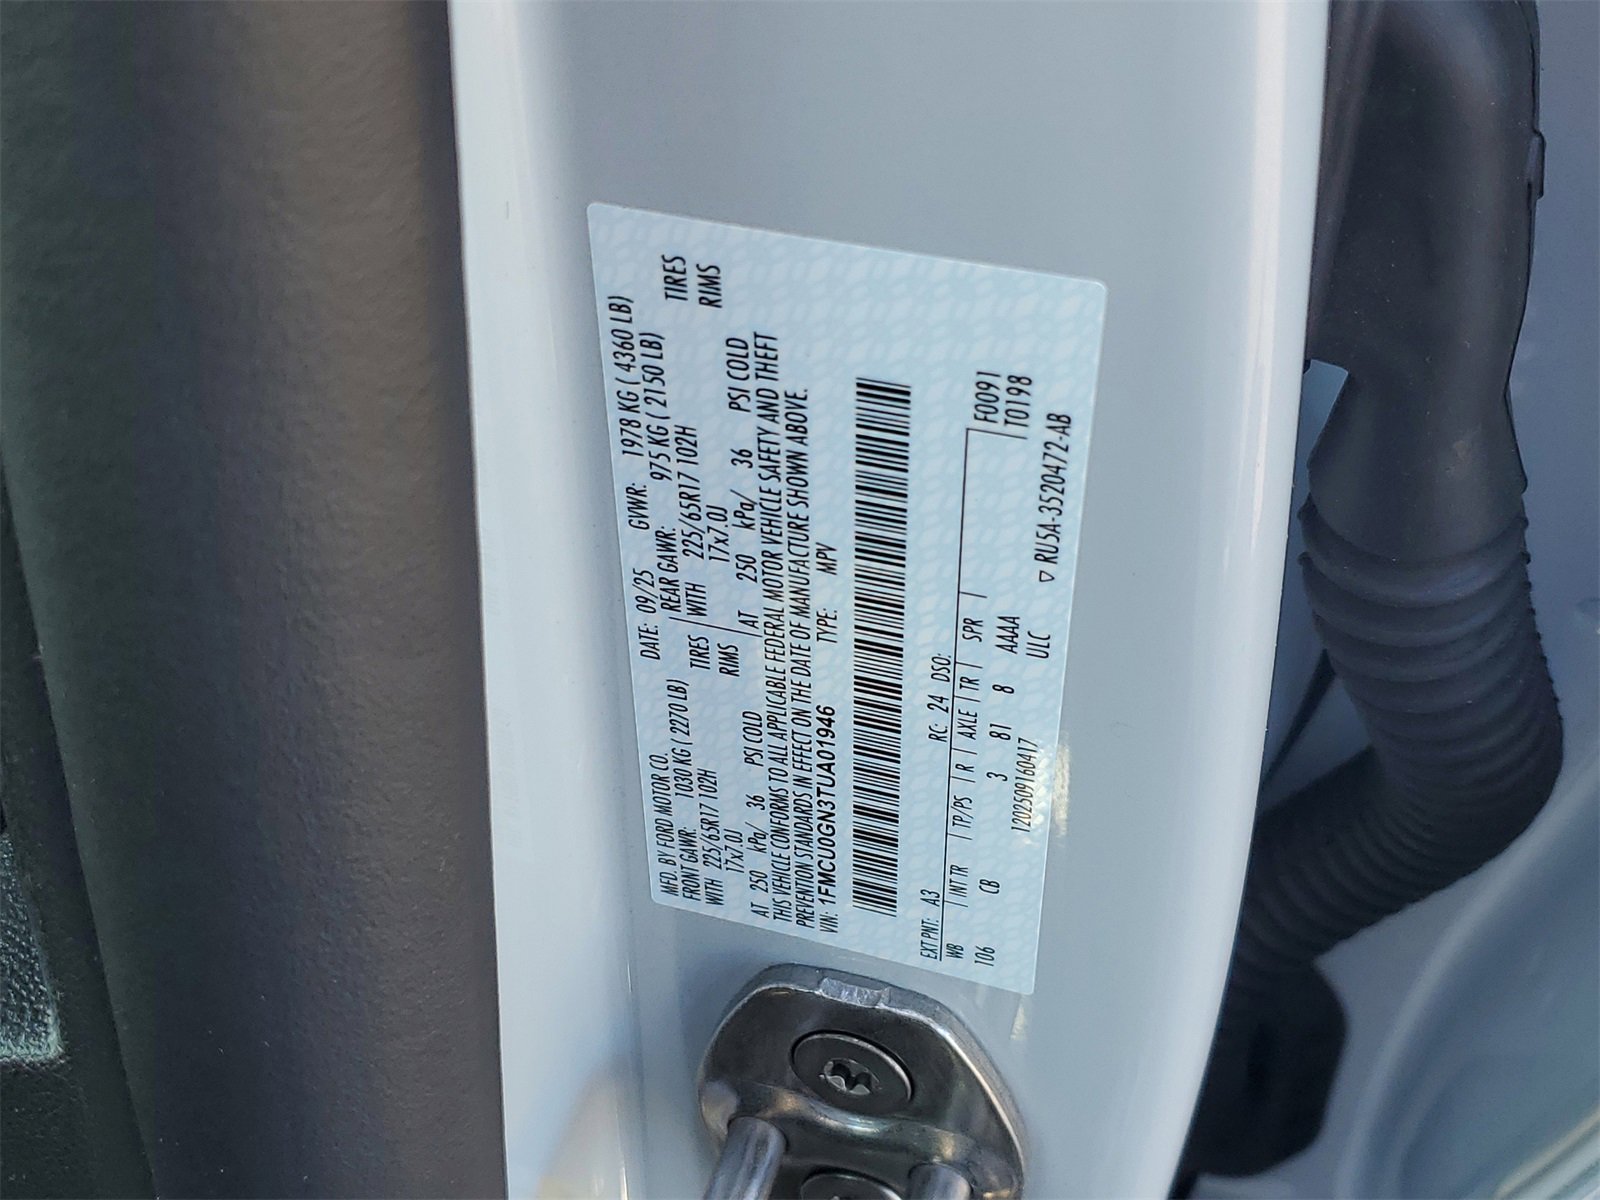 MFD. BY FORD MOTOR CO. DATE: 09/25 GVWR: 1978 KG ( 4360 LB)
FRONT GAWR: 1030 KG ( 2270 LB) REAR GAWR: 975 KG ( 2150 LB)
WITH 225/65R17 102H TIRES WITH 225/65R17 102H TIRES
17x7.0J RIMS 17x7.0J RIMS
AT 250 kPa/ 36 PSI COLD AT 250 kPa/ 36 PSI COLD
THIS VEHICLE CONFORMS TO ALL APPLICABLE FEDERAL MOTOR VEHICLE SAFETY AND THEFT
PREVENTION STANDARDS IN EFFECT ON THE DATE OF MANUFACTURE SHOWN ABOVE.
VIN: 1FMCU0GN3TUA01946 TYPE: MPV
EXT PNT: A3 RC: 24 DSO: F0091
WB INT TR TP/PS R AXLE TR SPR T0198
106 CB 3 81 8 AAAA
1202509160417 ULC ▽ RU5A-3520472-AB